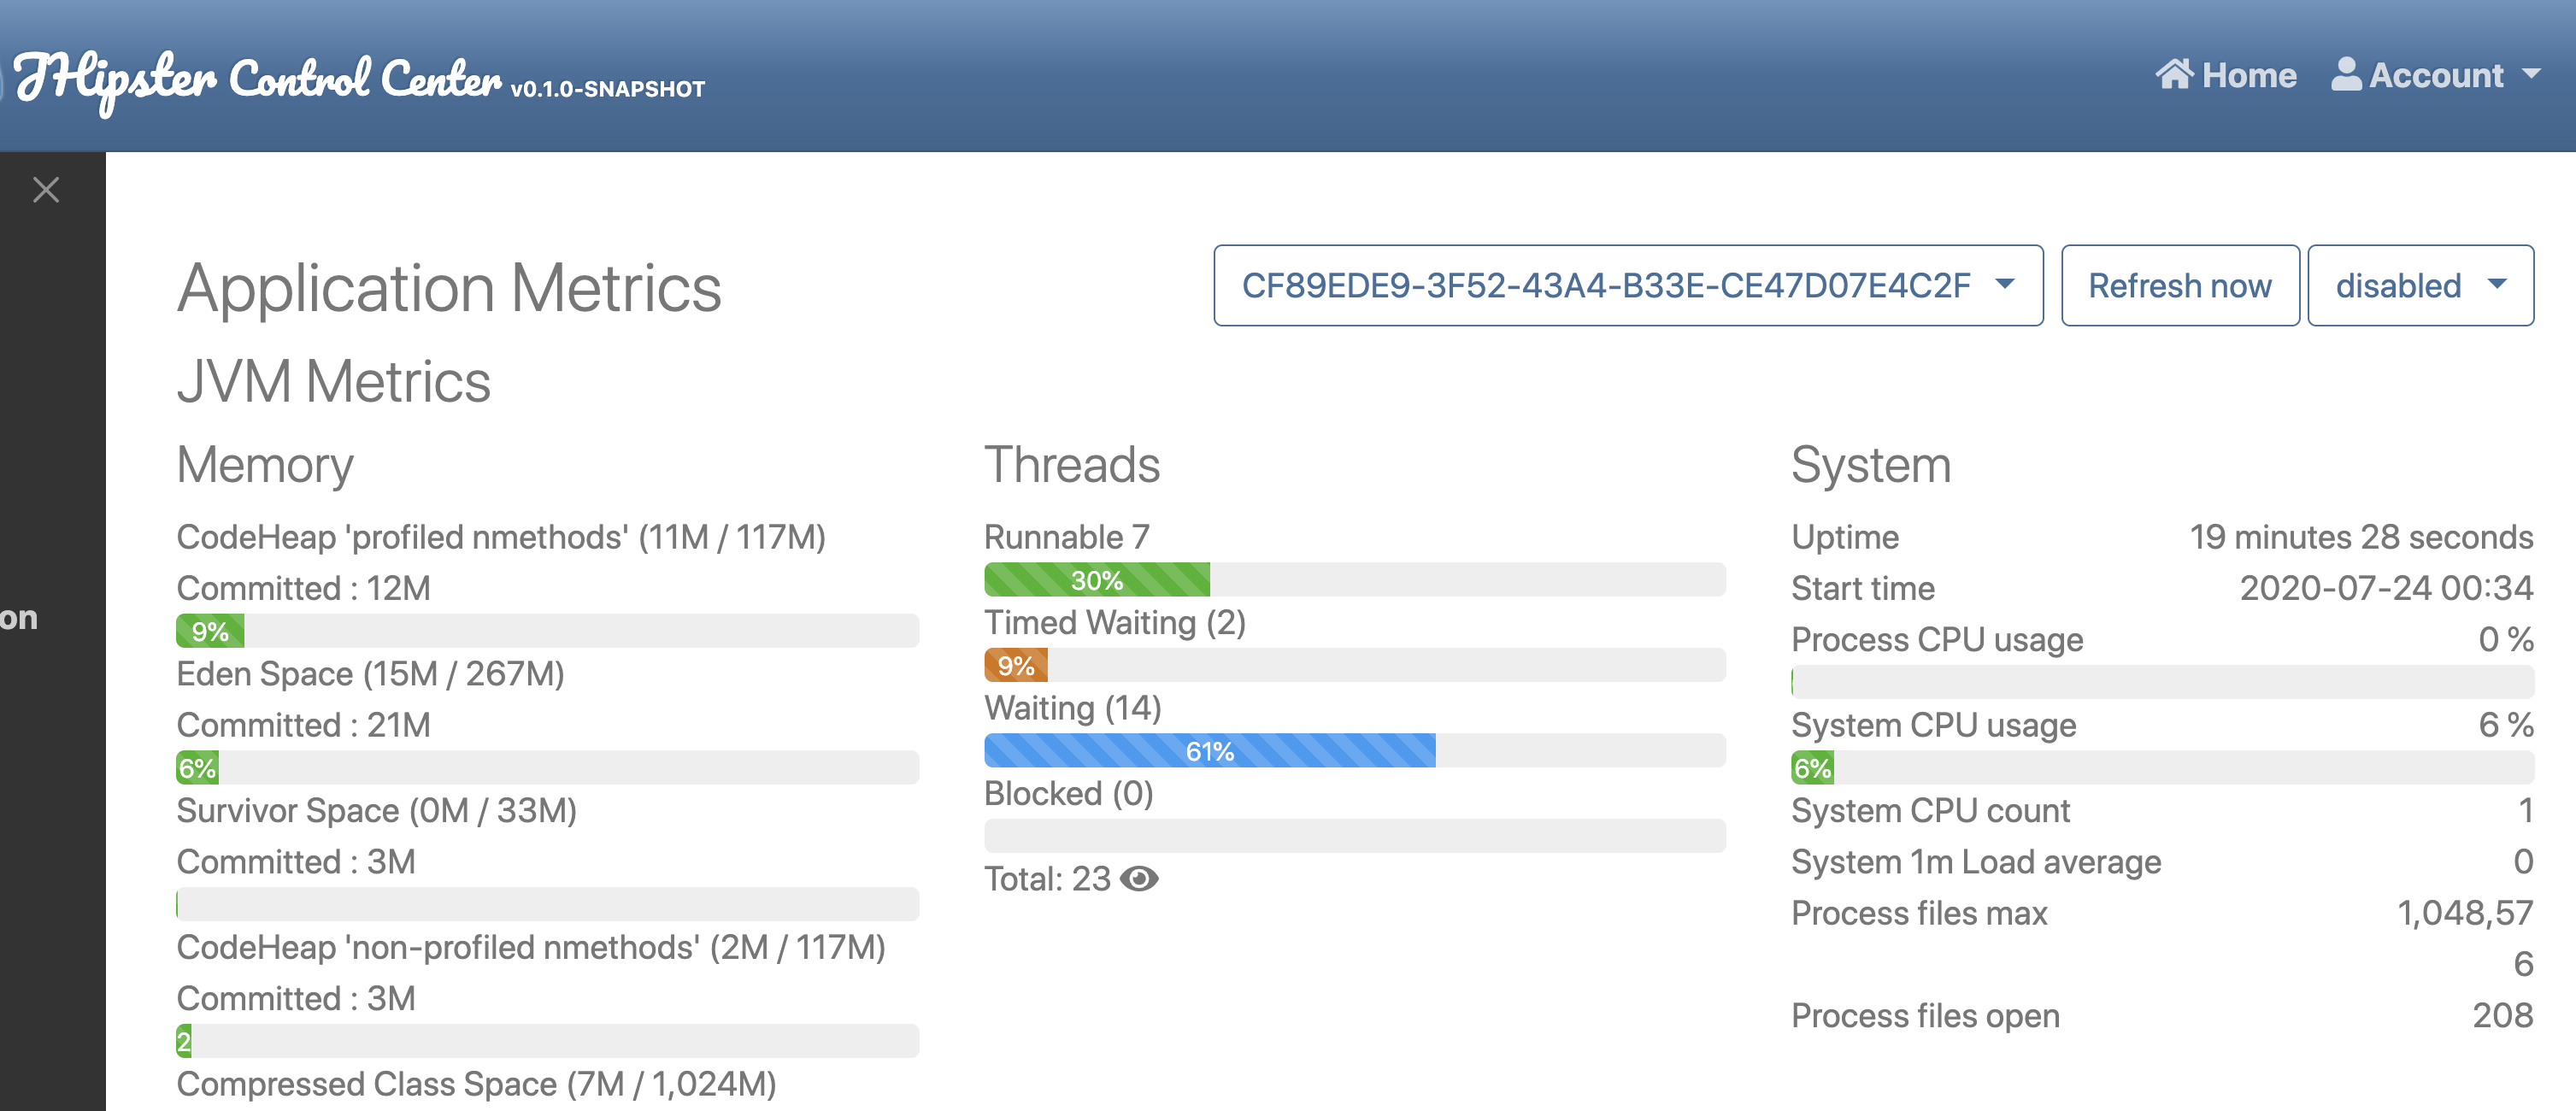 JHipster Control Center v0.1.0-SNAPSHOT
Home Account
on
Application Metrics
CF89EDE9-3F52-43A4-B33E-CE47D07E4C2F Refresh now disabled
JVM Metrics
Memory
CodeHeap 'profiled nmethods' (11M / 117M)
Committed : 12M
9%
Eden Space (15M / 267M)
Committed : 21M
6%
Survivor Space (0M / 33M)
Committed : 3M
CodeHeap 'non-profiled nmethods' (2M / 117M)
Committed : 3M
2
Compressed Class Space (7M / 1,024M)
Threads
Runnable 7
30%
Timed Waiting (2)
9%
Waiting (14)
61%
Blocked (0)
Total: 23
System
Uptime 19 minutes 28 seconds
Start time 2020-07-24 00:34
Process CPU usage 0 %
System CPU usage 6 %
6%
System CPU count 1
System 1m Load average 0
Process files max 1,048,57
6
Process files open 208